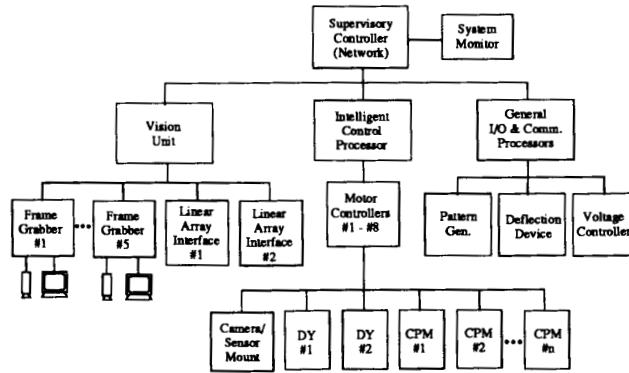 Supervisory
Controller
(Network)
System
Monitor
Vision
Unit
Intelligent
Control
Processor
General
I/O & Comm.
Processors
Frame
Grabber
#1
Frame
Grabber
#5
Linear
Array
Interface
#1
Linear
Array
Interface
#2
Motor
Controllers
#1 - #8
Pattern
Gen.
Deflection
Device
Voltage
Controller
Camera/
Sensor
Mount
DY
#1
DY
#2
CPM
#1
CPM
#2
CPM
#n